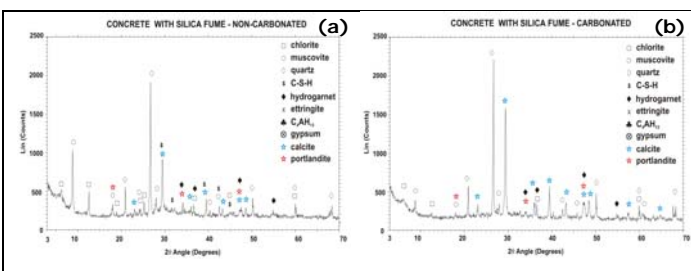 CONCRETE WITH SILICA FUME - NON-CARBONATED (a)
chlorite
muscovite
quartz
C-S-H
hydrogarnet
ettringite
C₄AH₁₃
gypsum
calcite
portlandite
Lin (Counts)
2500
2000
1500
1000
500
0
3 10 20 30 40 50 60 70
2θ Angle (Degrees)
CONCRETE WITH SILICA FUME - CARBONATED (b)
chlorite
muscovite
quartz
C-S-H
hydrogarnet
ettringite
C₄AH₁₃
gypsum
calcite
portlandite
Lin (Counts)
2500
2000
1500
1000
500
0
3 10 20 30 40 50 60 70
2θ Angle (Degrees)